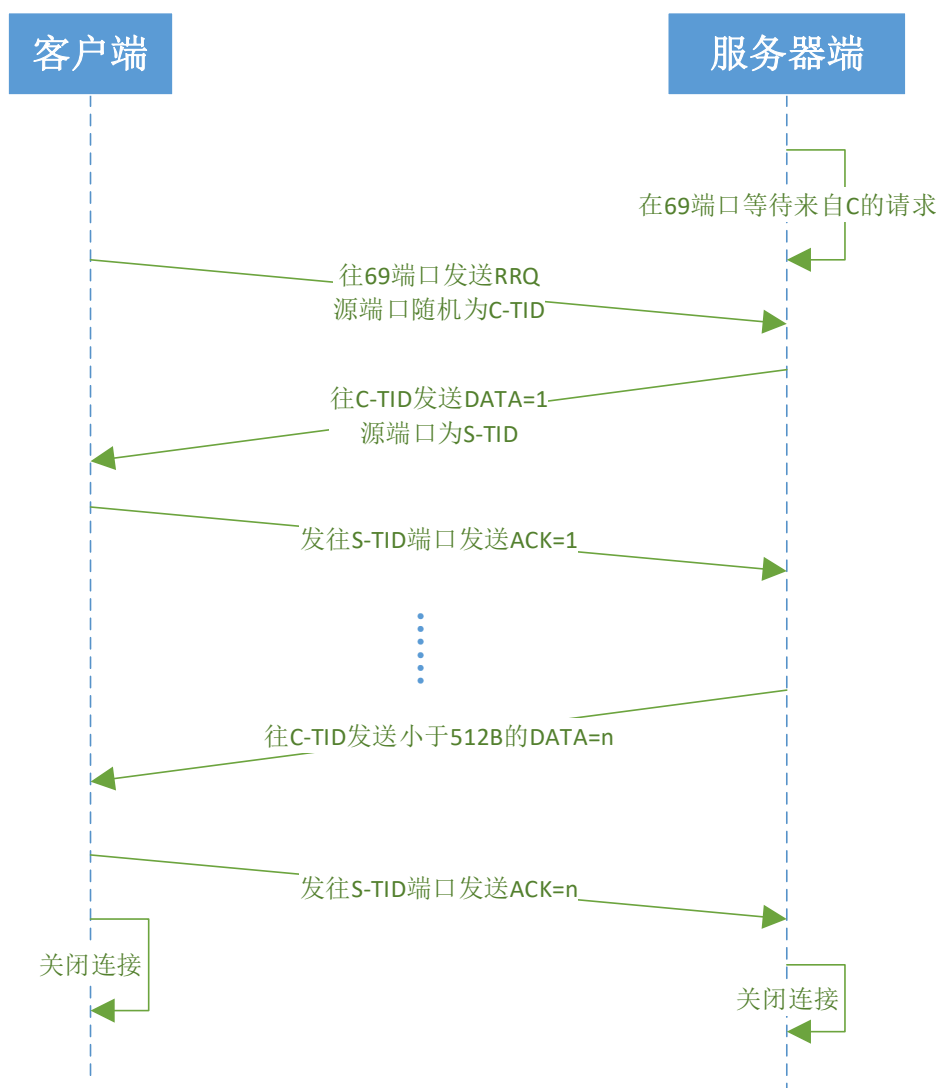 客户端
服务器端
在69端口等待来自C的请求
往69端口发送RRQ
源端口随机为C-TID
往C-TID发送DATA=1
源端口为S-TID
发往S-TID端口发送ACK=1
往C-TID发送小于512B的DATA=n
发往S-TID端口发送ACK=n
关闭连接
关闭连接